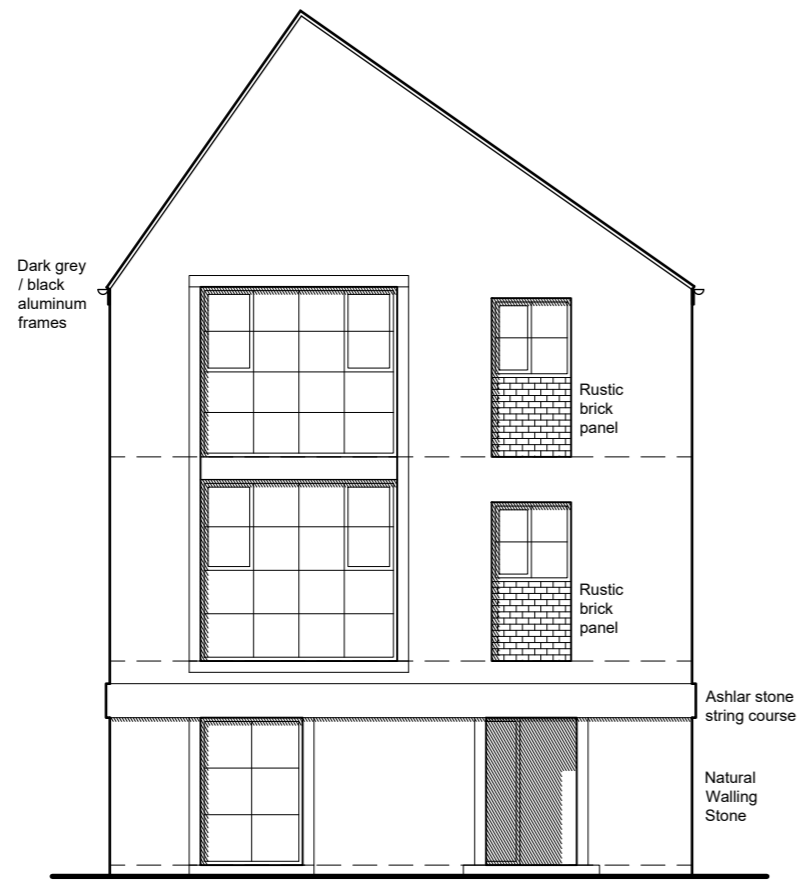 Dark grey
/ black
aluminum
frames
Rustic
brick
panel
Rustic
brick
panel
Ashlar stone
string course
Natural
Walling
Stone